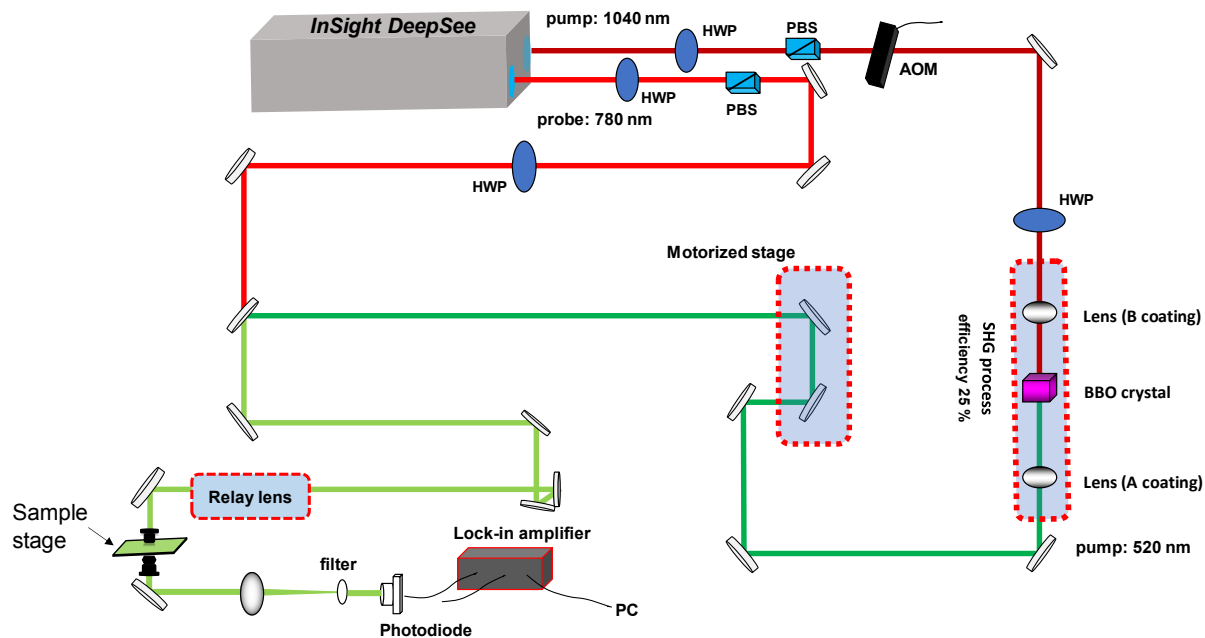 InSight DeepSee
pump: 1040 nm
HWP
PBS
AOM
HWP
PBS
probe: 780 nm
HWP
HWP
Motorized stage
Lens (B coating)
SHG process
efficiency 25 %
BBO crystal
Lens (A coating)
Relay lens
Sample
stage
Lock-in amplifier
pump: 520 nm
filter
PC
Photodiode